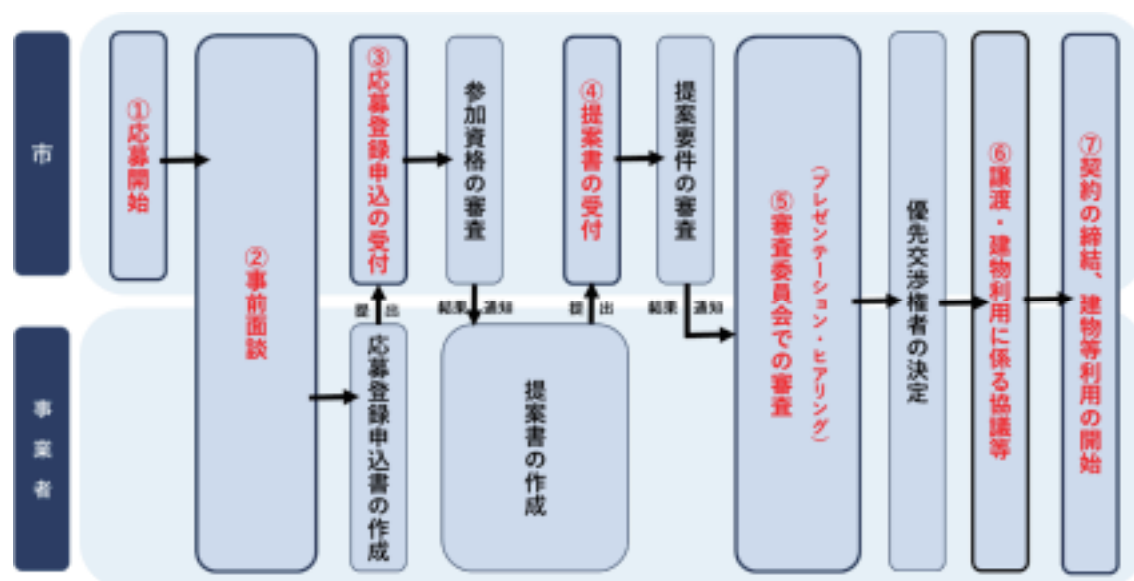 市
事業者
①応募開始
②事前面談
③応募登録申込の受付
提出
応募登録申込書の作成
参加資格の審査
結果 通知
提案書の作成
④提案書の受付
提出
提案要件の審査
結果 通知
⑤審査委員会での審査
(プレゼンテーション・ヒアリング)
優先交渉権者の決定
⑥譲渡・建物利用に係る協議等
⑦契約の締結、建物等利用の開始